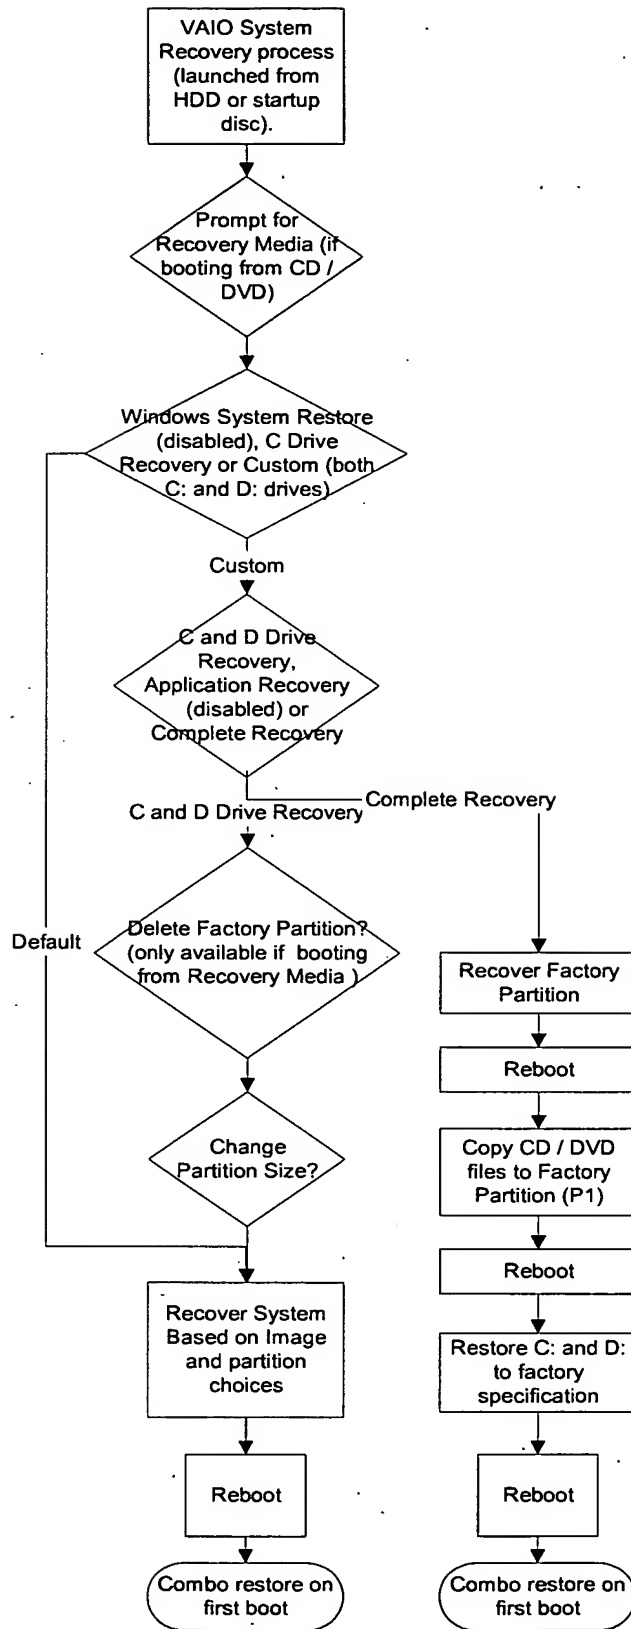 VAIO System
Recovery process
(launched from
HDD or startup
disc).
Prompt for
Recovery Media (if
booting from CD /
DVD)
Windows System Restore
(disabled), C Drive
Recovery or Custom (both
C: and D: drives)
Custom
C and D Drive
Recovery,
Application Recovery
(disabled) or
Complete Recovery
C and D Drive Recovery
Complete Recovery
Delete Factory Partition?
(only available if booting
from Recovery Media )
Default
Change
Partition Size?
Recover System
Based on Image
and partition
choices
Reboot
Combo restore on
first boot
Recover Factory
Partition
Reboot
Copy CD / DVD
files to Factory
Partition (P1)
Reboot
Restore C: and D:
to factory
specification
Reboot
Combo restore on
first boot